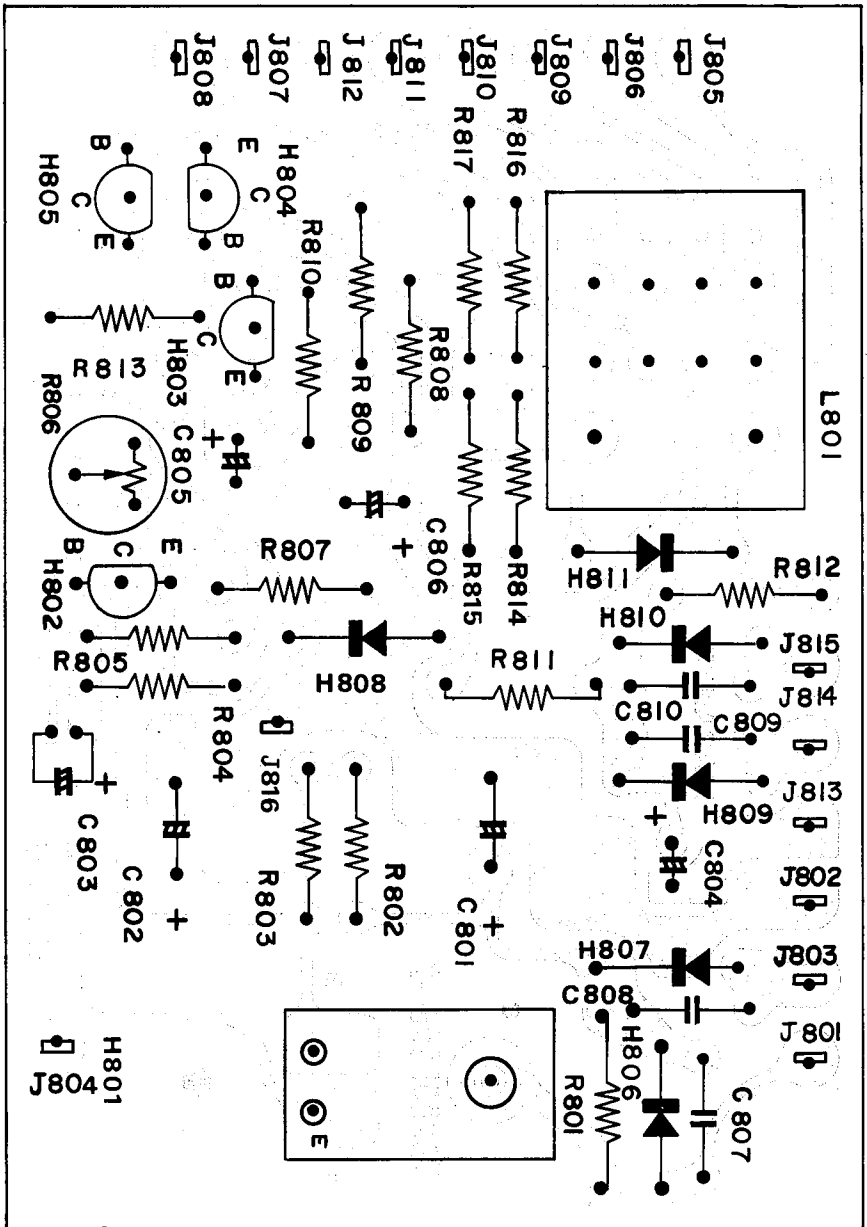 J808
J807
J812
J811
J810
J809
J806
J805
R817
R816
B
E
H804
H805
C
C
E
B
R810
B
L801
R813
H803
C
E
R808
R809
R806
C805
+
B
C
E
H802
R807
C806
+
R815
R814
H811
R812
H810
J815
R805
H808
R811
J814
C810
C809
R804
J816
J813
H809
+
C803
+
C802
+
R803
R802
C801
+
C804
J802
H807
J803
C808
J801
H801
J804
E
R801
H806
C807